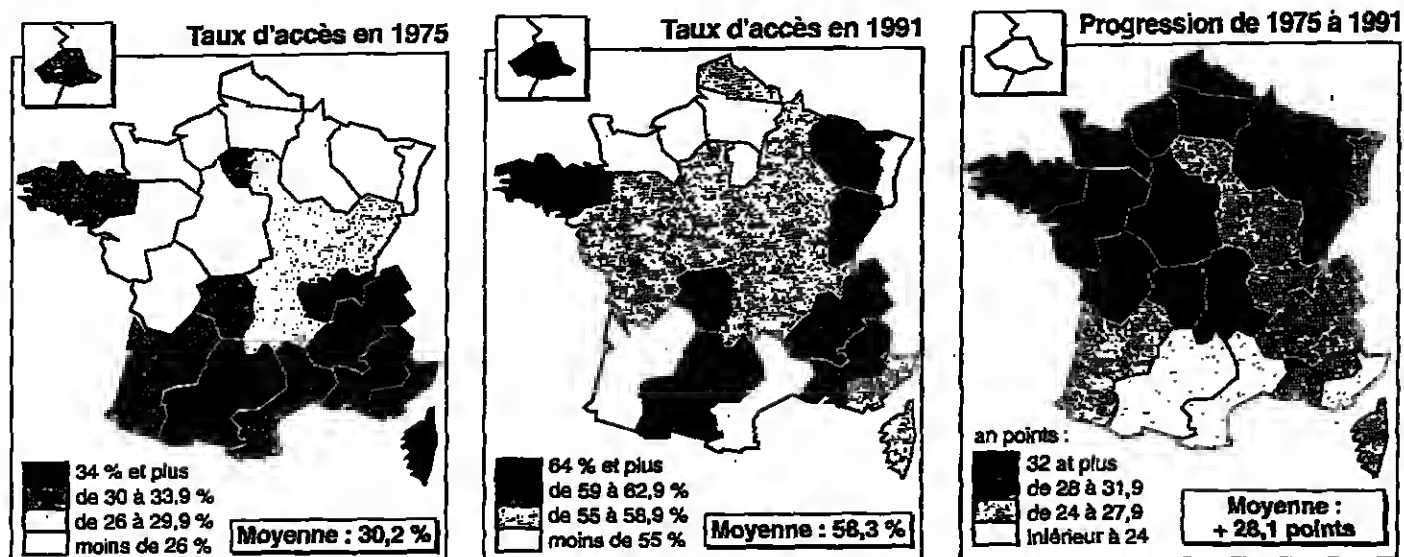 Taux d'accès en 1975
34 % et plus
de 30 à 33,9 %
de 26 à 29,9 %
moins de 26 %
Moyenne : 30,2 %
Taux d'accès en 1991
64 % et plus
de 59 à 62,9 %
de 55 à 58,9 %
moins de 55 %
Moyenne : 58,3 %
Progression de 1975 à 1991
an points :
32 at plus
de 28 à 31,9
de 24 à 27,9
inlérieur à 24
Moyenne :
+ 28,1 points